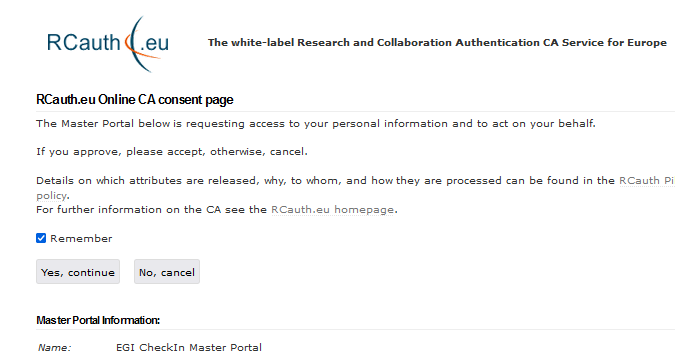 RCauth.eu
The white-label Research and Collaboration Authentication CA Service for Europe
RCauth.eu Online CA consent page
The Master Portal below is requesting access to your personal information and to act on your behalf.
If you approve, please accept, otherwise, cancel.
Details on which attributes are released, why, to whom, and how they are processed can be found in the RCauth
policy.
For further information on the CA see the RCauth.eu homepage.
Remember
Yes, continue No, cancel
Master Portal Information:
Name: EGI CheckIn Master Portal